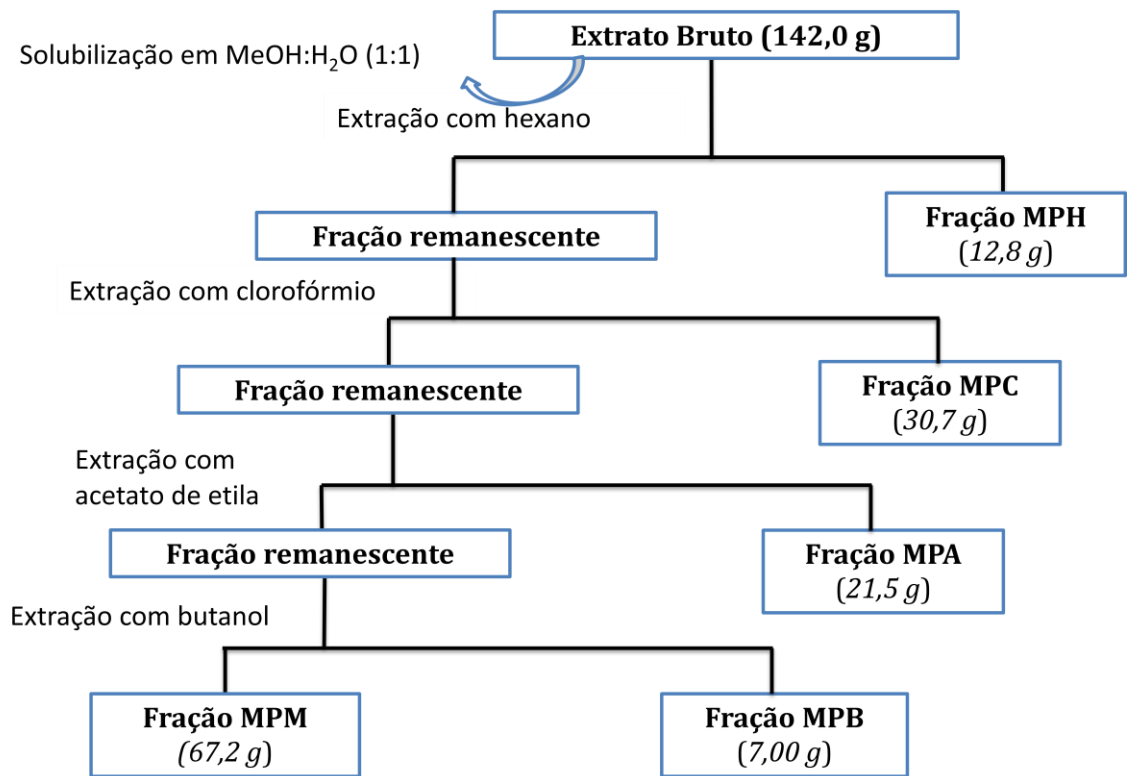 Extrato Bruto (142,0 g)
Solubilização em MeOH:H₂O (1:1)
Extração com hexano
Fração remanescente
Fração MPH
(12,8 g)
Extração com clorofórmio
Fração remanescente
Fração MPC
(30,7 g)
Extração com
acetato de etila
Fração remanescente
Fração MPA
(21,5 g)
Extração com butanol
Fração MPM
(67,2 g)
Fração MPB
(7,00 g)